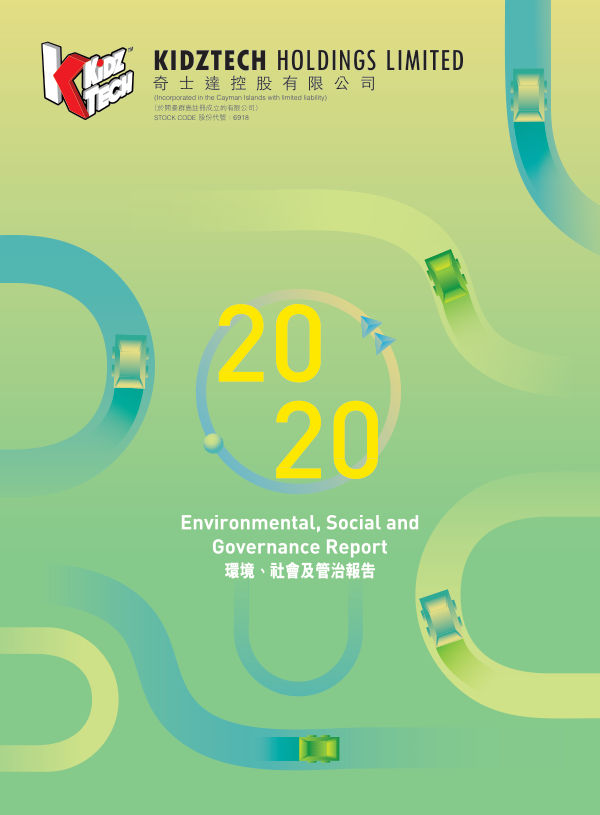 KIDZ
TECH
TM
KIDZTECH HOLDINGS LIMITED
奇士達控股有限公司
(Incorporated in the Cayman Islands with limited liability)
(於開曼群島註冊成立的有限公司)
STOCK CODE 股份代號：6918
20
20
Environmental, Social and
Governance Report
環境、社會及管治報告